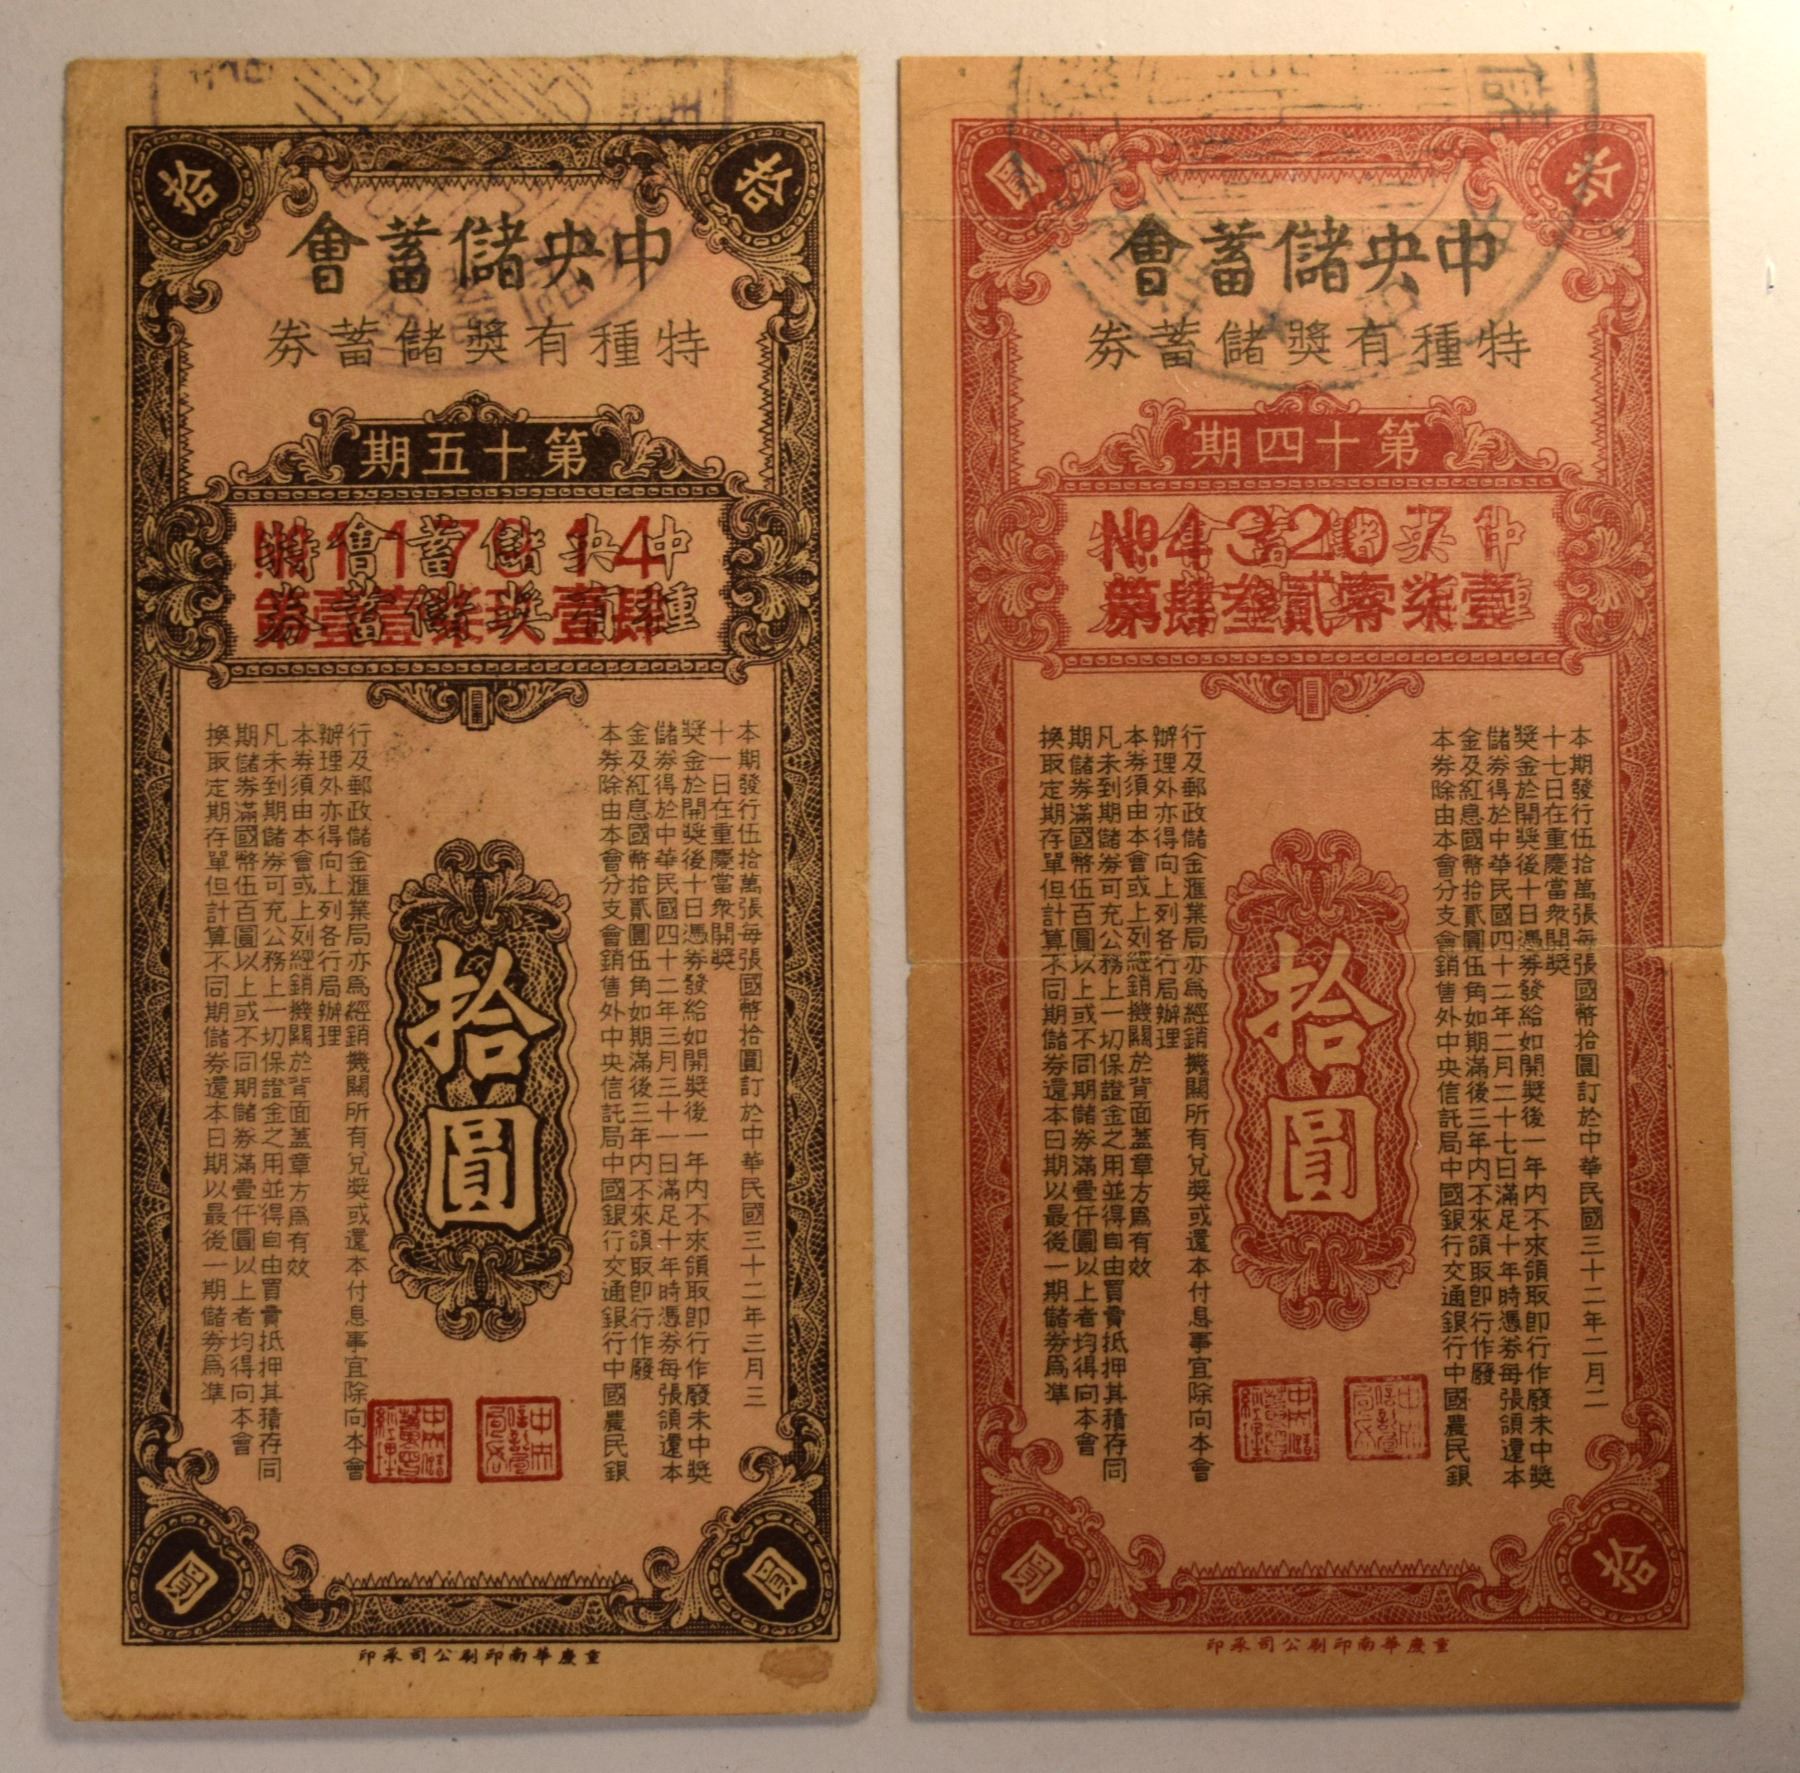 拾
拾
中央儲蓄會
特種有獎儲蓄券
第十五期
中央儲蓄會特
種有獎儲蓄券
本期發行伍拾萬張每張國幣拾圓訂於中華民國三十二年三月三
十一日在重慶當衆開獎
獎金於開獎後十日憑券發給如開獎後一年內不來領取即行作廢未中獎
儲券得於中華民國四十二年三月三十一日滿足十年時憑券每張領還本
金及紅息國幣拾貳圓伍角如期滿後三年內不來領取即行作廢
本券除由本會分支會銷售外中央信託局中國銀行交通銀行中國農民銀
行及郵政儲金滙業局亦爲經銷機關所有兌獎或還本付息事宜除向本會
辦理外亦得向上列各行局辦理
本券須由本會或上列經銷機關於背面蓋章方爲有效
凡未到期儲券可充公務上一切保證金之用並得自由買賣抵押其積存同
期儲券滿國幣伍百圓以上或不同期儲券滿壹仟圓以上者均得向本會
換取定期存單但計算不同期儲券還本日期以最後一期儲券爲準
拾圓
圓
圓
重慶華南印刷公司承印
拾
圓
中央儲蓄會
特種有獎儲蓄券
第十四期
№432071
第肆叁貳零柒壹
本期發行伍拾萬張每張國幣拾圓訂於中華民國三十二年二月二
十七日在重慶當衆開獎
獎金於開獎後十日憑券發給如開獎後一年內不來領取即行作廢未中獎
儲券得於中華民國四十二年二月二十七日滿足十年時憑券每張領還本
金及紅息國幣拾貳圓伍角如期滿後三年內不來領取即行作廢
本券除由本會分支會銷售外中央信託局中國銀行交通銀行中國農民銀
行及郵政儲金滙業局亦爲經銷機關所有兌獎或還本付息事宜除向本會
辦理外亦得向上列各行局辦理
本券須由本會或上列經銷機關於背面蓋章方爲有效
凡未到期儲券可充公務上一切保證金之用並得自由買賣抵押其積存同
期儲券滿國幣伍百圓以上或不同期儲券滿壹仟圓以上者均得向本會
換取定期存單但計算不同期儲券還本日期以最後一期儲券爲準
拾圓
拾
圓
重慶華南印刷公司承印